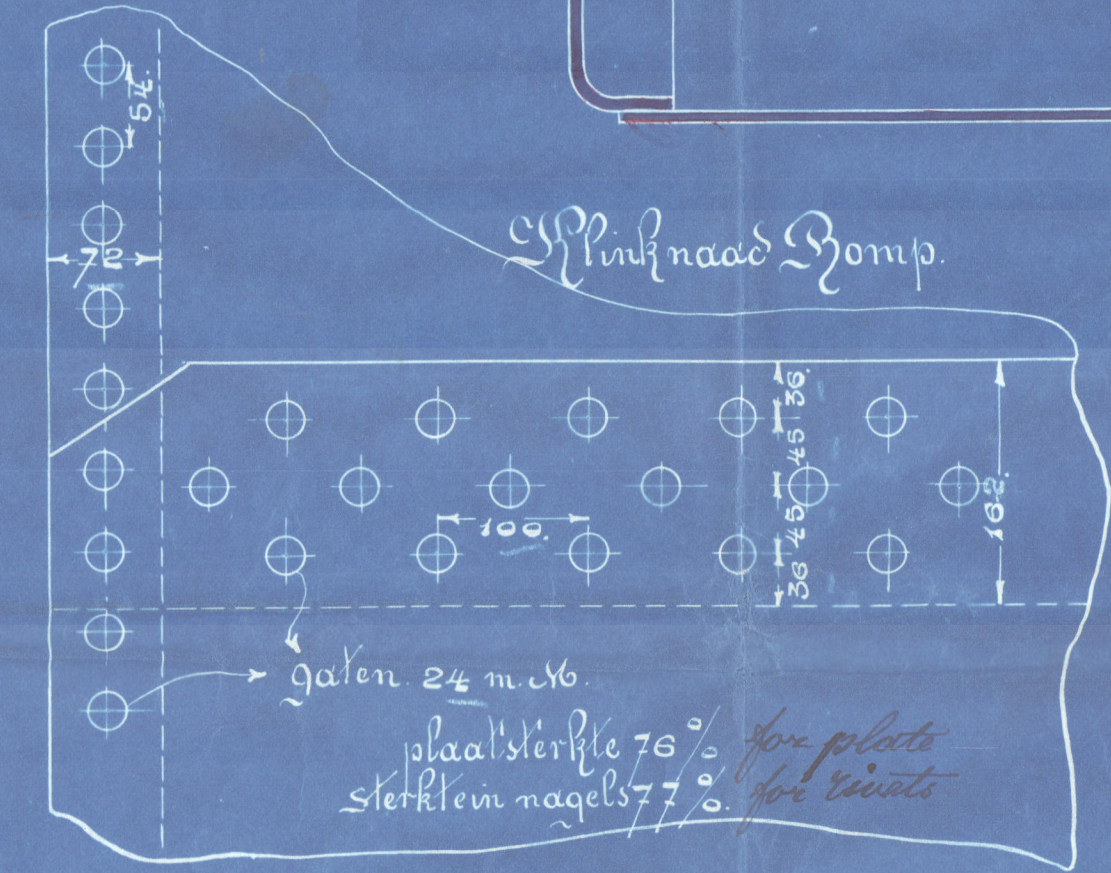 54.
72
Klinknaad Romp.
36.
45
45
36
162.
100.
gaten. 24 m.M.
plaatsterkte 76% for plate
sterkte in nagels 77%. for rivets